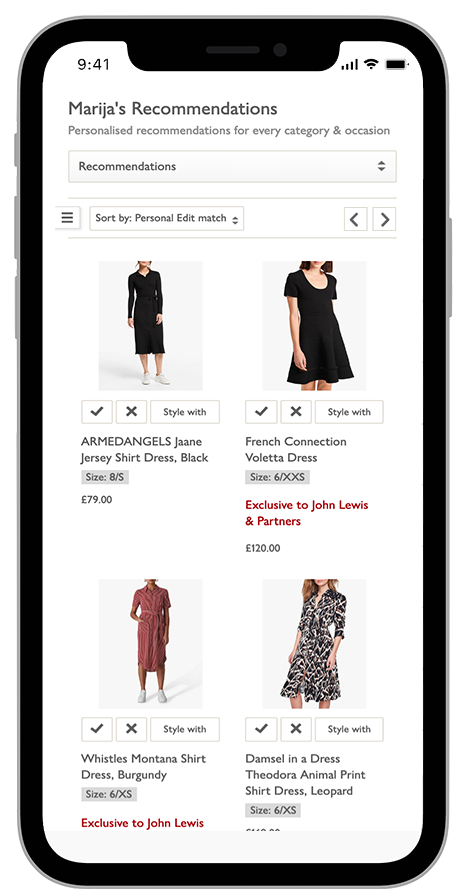 9:41
Marija's Recommendations
Personalised recommendations for every category & occasion
Recommendations
Sort by: Personal Edit match
Style with
Style with
ARMEDANGELS Jaane
Jersey Shirt Dress, Black
Size: 8/S
£79.00
French Connection
Voletta Dress
Size: 6/XXS
Exclusive to John Lewis
& Partners
£120.00
Style with
Style with
Whistles Montana Shirt
Dress, Burgundy
Size: 6/XS
Exclusive to John Lewis
Damsel in a Dress
Theodora Animal Print
Shirt Dress, Leopard
Size: 6/XS